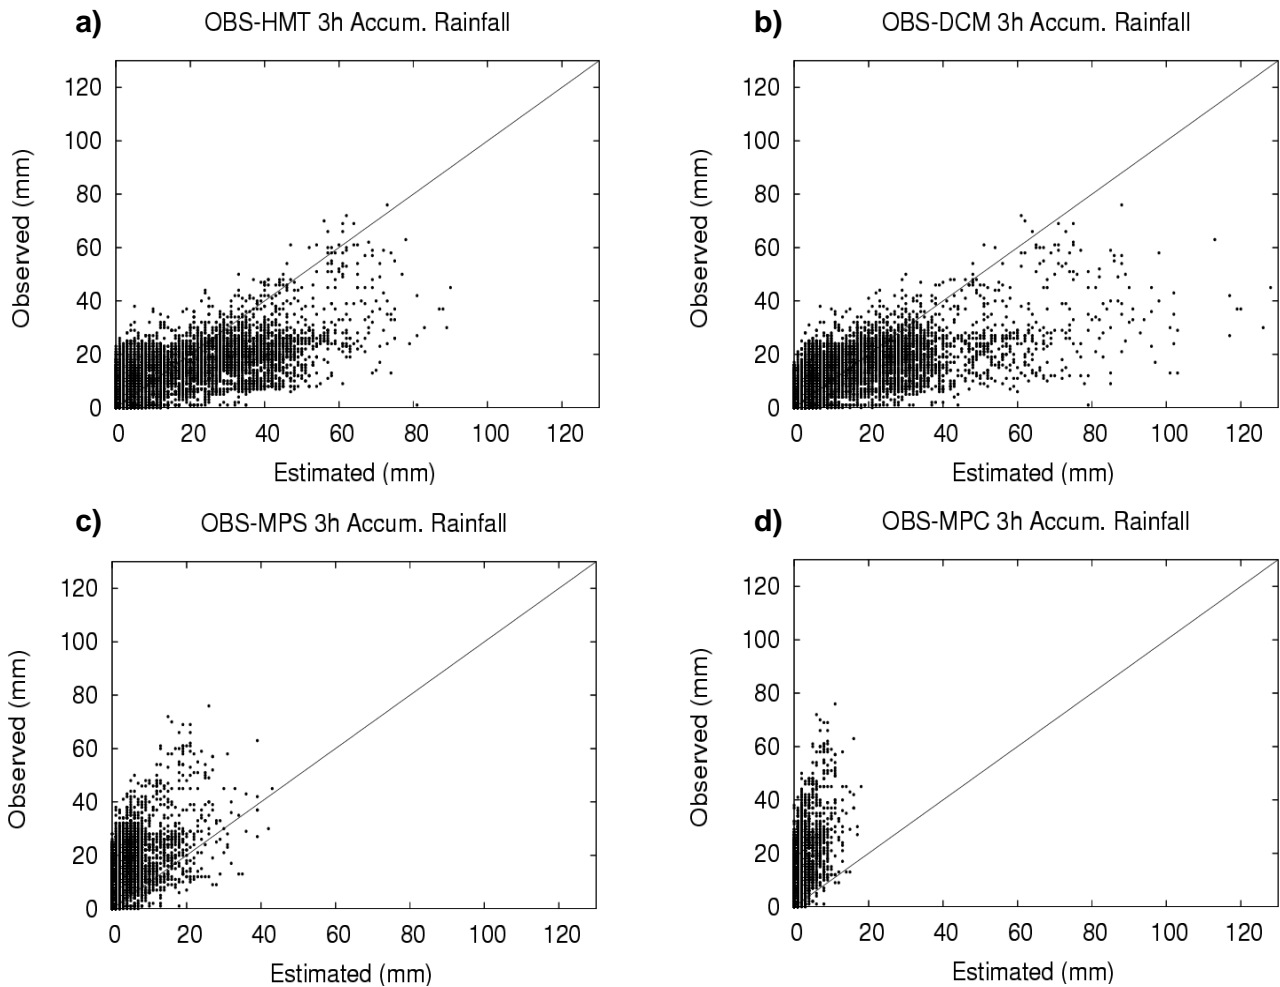 a) OBS-HMT 3h Accum. Rainfall
Observed (mm)
120
100
80
60
40
20
0
0 20 40 60 80 100 120
Estimated (mm)
b) OBS-DCM 3h Accum. Rainfall
Observed (mm)
120
100
80
60
40
20
0
0 20 40 60 80 100 120
Estimated (mm)
c) OBS-MPS 3h Accum. Rainfall
Observed (mm)
120
100
80
60
40
20
0
0 20 40 60 80 100 120
Estimated (mm)
d) OBS-MPC 3h Accum. Rainfall
Observed (mm)
120
100
80
60
40
20
0
0 20 40 60 80 100 120
Estimated (mm)